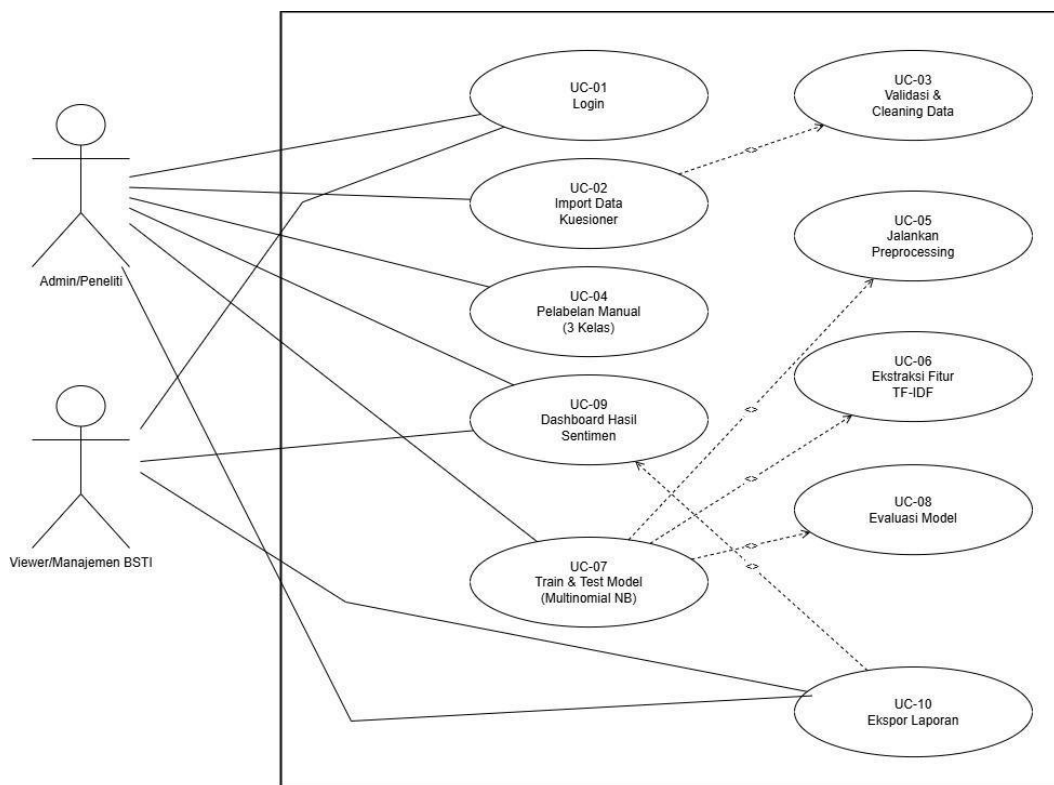 UC-01
Login
UC-03
Validasi &
Cleaning Data
UC-02
Import Data
Kuesioner
UC-05
Jalankan
Preprocessing
Admin/Peneliti
UC-04
Pelabelan Manual
(3 Kelas)
UC-06
Ekstraksi Fitur
TF-IDF
UC-09
Dashboard Hasil
Sentimen
UC-08
Evaluasi Model
Viewer/Manajemen BSTI
UC-07
Train & Test Model
(Multinomial NB)
UC-10
Ekspor Laporan